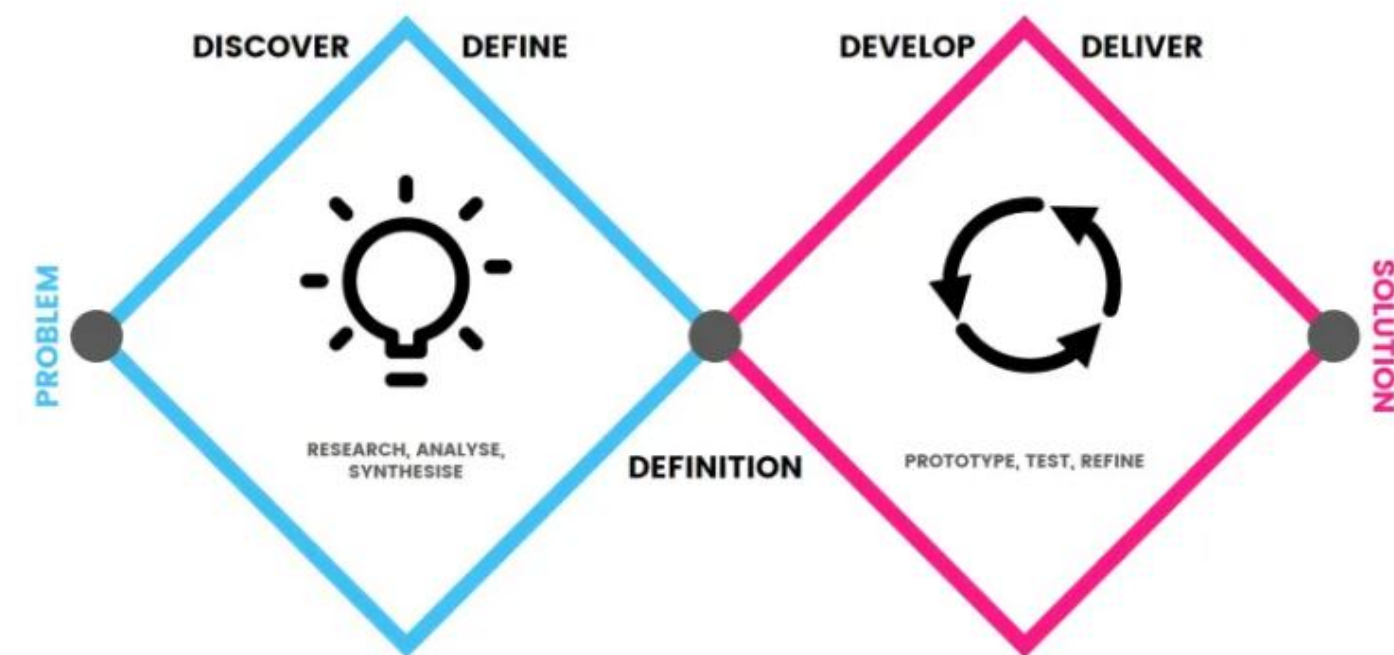 DISCOVER
DEFINE
DEVELOP
DELIVER
PROBLEM
SOLUTION
RESEARCH, ANALYSE,
SYNTHESISE
DEFINITION
PROTOTYPE, TEST, REFINE